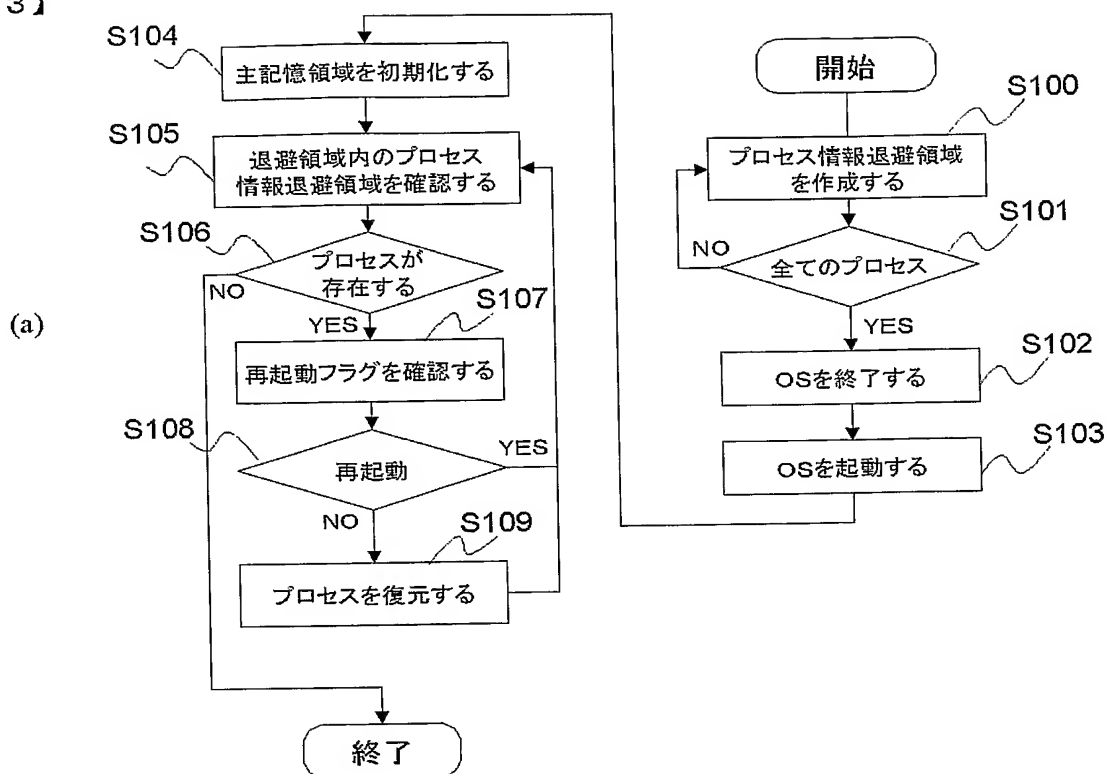 3】
(a)
開始
S100
プロセス情報退避領域
を作成する
S101
全てのプロセス
NO
YES
S102
OSを終了する
S103
OSを起動する
S104
主記憶領域を初期化する
S105
退避領域内のプロセス
情報退避領域を確認する
S106
プロセスが
存在する
NO
YES
S107
再起動フラグを確認する
S108
再起動
YES
NO
S109
プロセスを復元する
終了